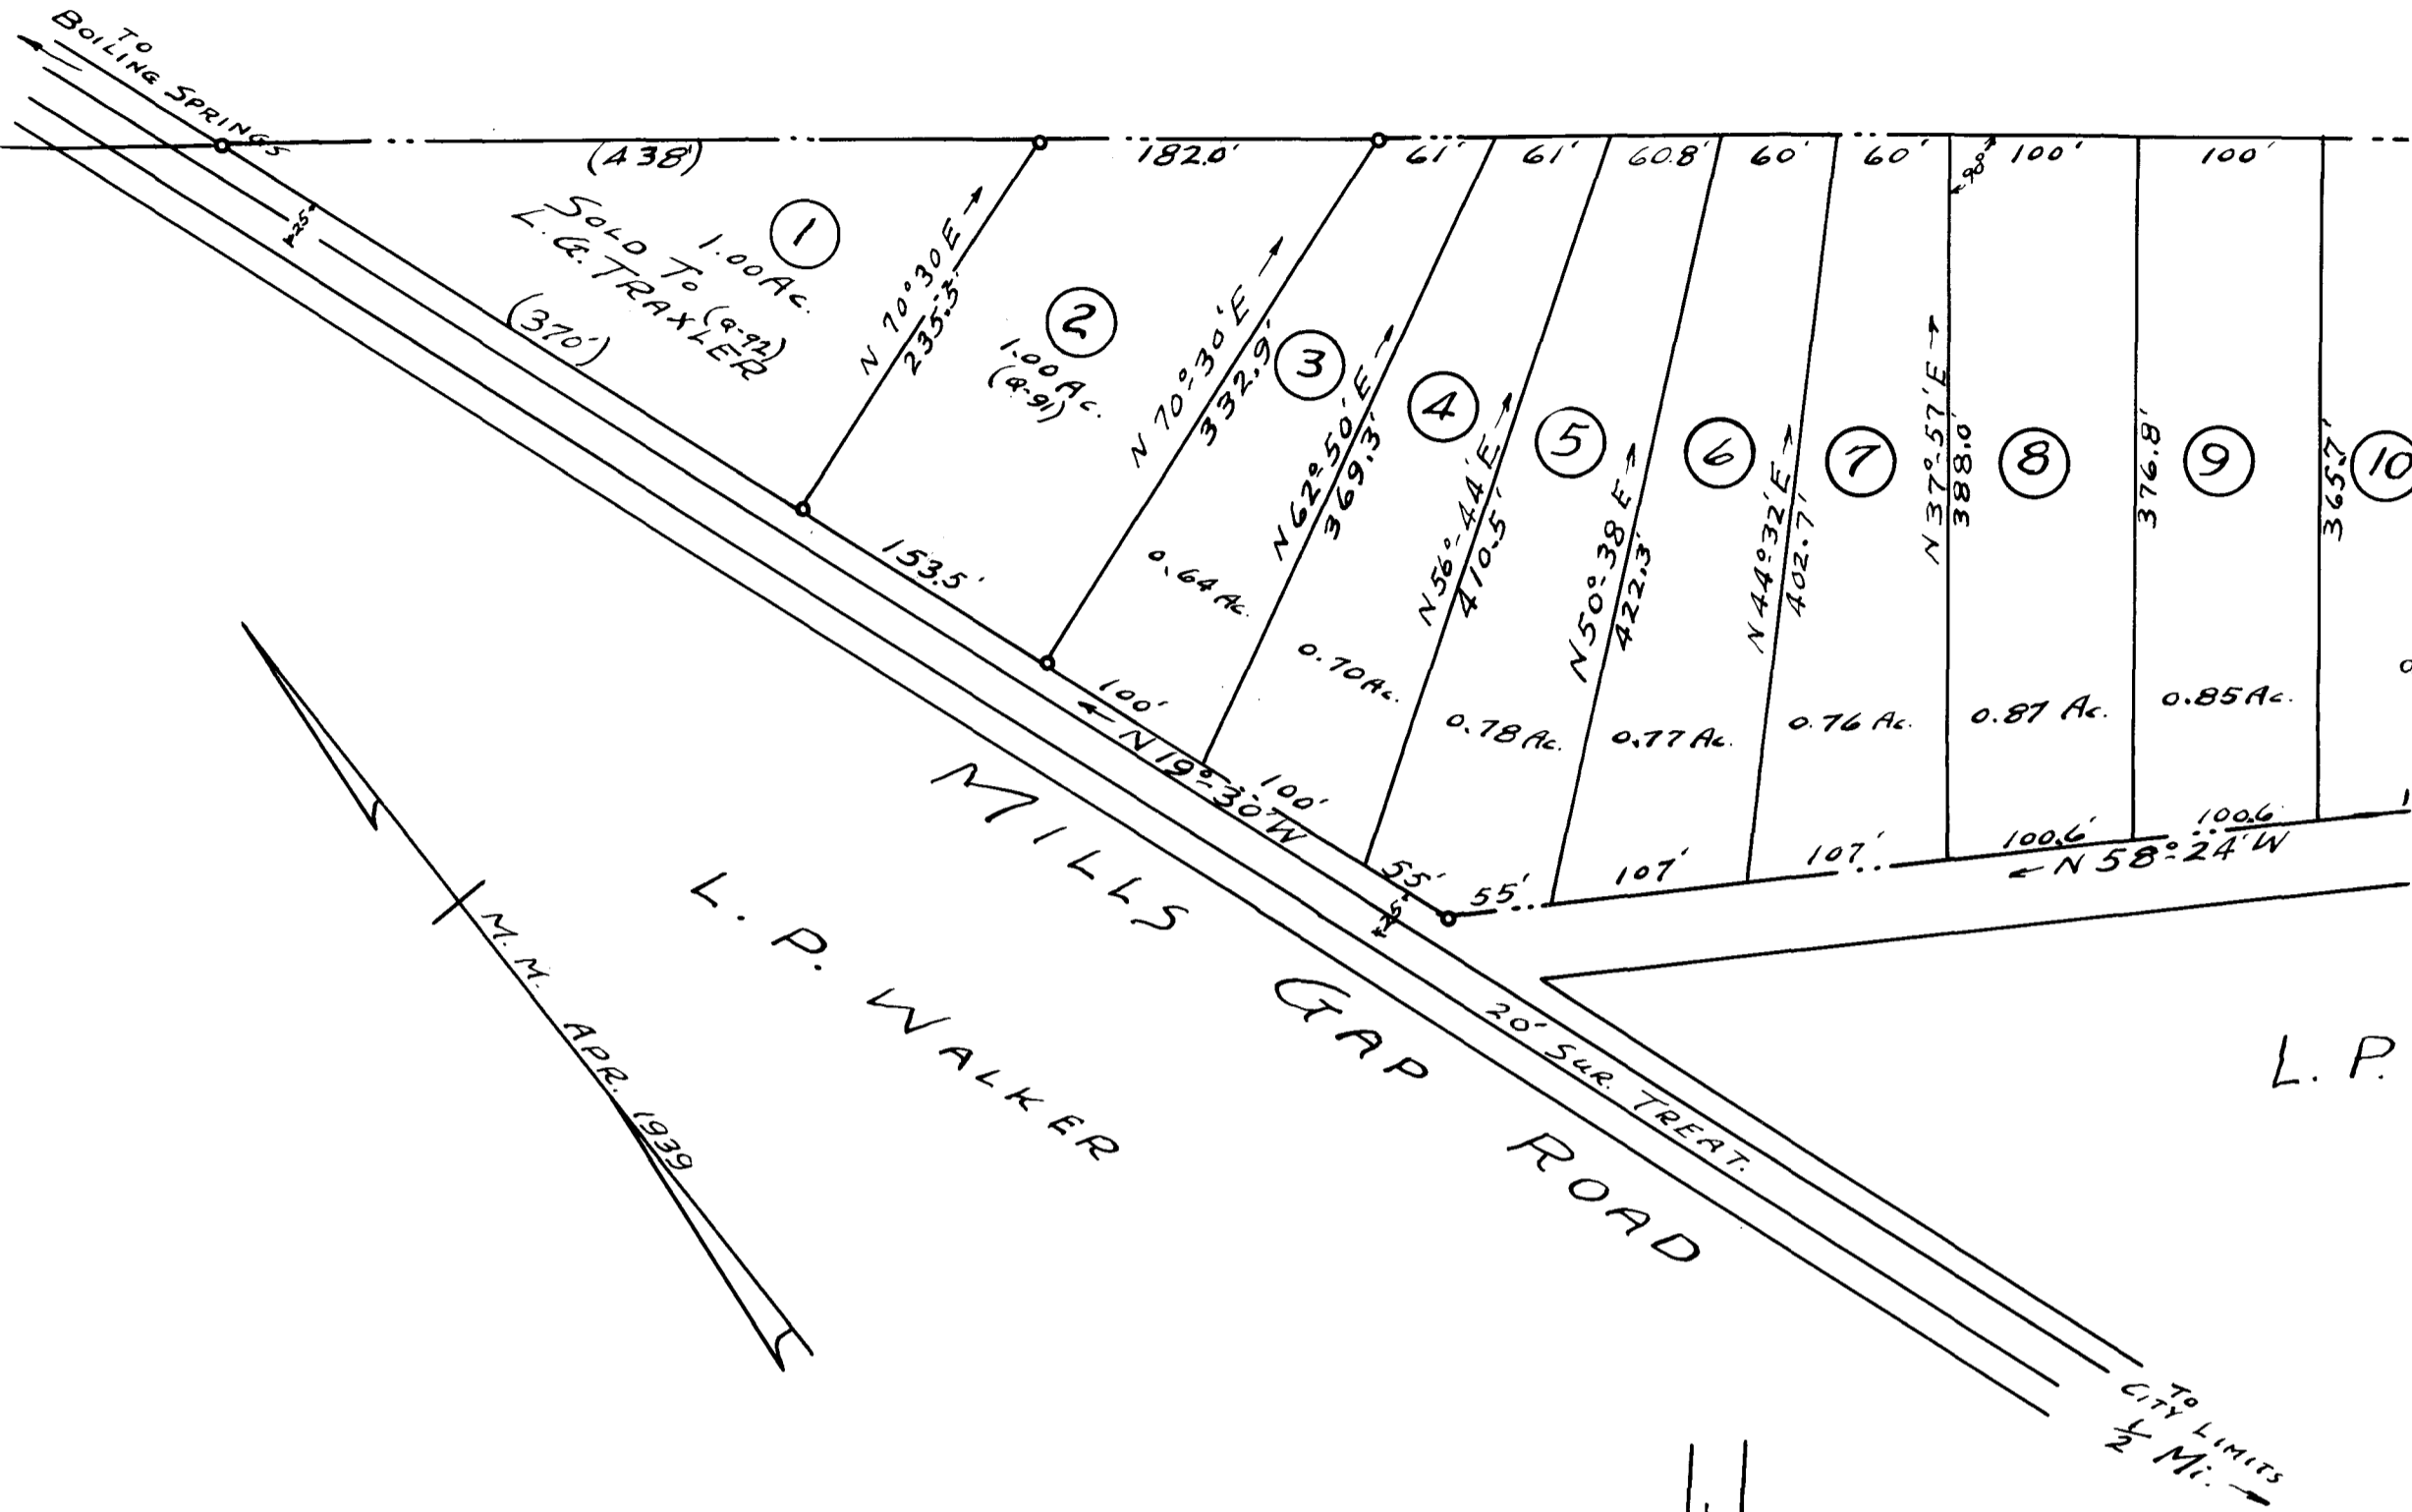 TO
BOILING SPRINGS
(438')
182.0'
61'
61'
60.8'
60'
60'
90°
100'
100'
1
1.00 Ac.
SOLD TO (Q-92)
L. G. TRAXLER
(370')
25'
N 70°30 E
235.5'
2
1.00 Ac.
(Q-91)
N 70°-30' E
332.9'
3
0.64 Ac.
N 62°-50' E
369.3'
4
0.70 Ac.
N 56°-44' E
410.5'
5
0.78 Ac.
N 50°-38 E
422.3'
6
0.77 Ac.
N 44°32' E
402.7'
7
0.76 Ac.
N 37°-57' E
388.0'
8
0.87 Ac.
376.8'
9
0.85 Ac.
365.7'
10
153.5'
100'
N 19°-30' W
100'
55'
25'
55'
107'
107'
100.6'
100.6
N 58°-24' W
MILLS GAP ROAD
20' SUR. TREAT.
L. P. WALKER
M. M. APR. 1939
L. P.
TO
CITY LIMITS
1/2 Mi.